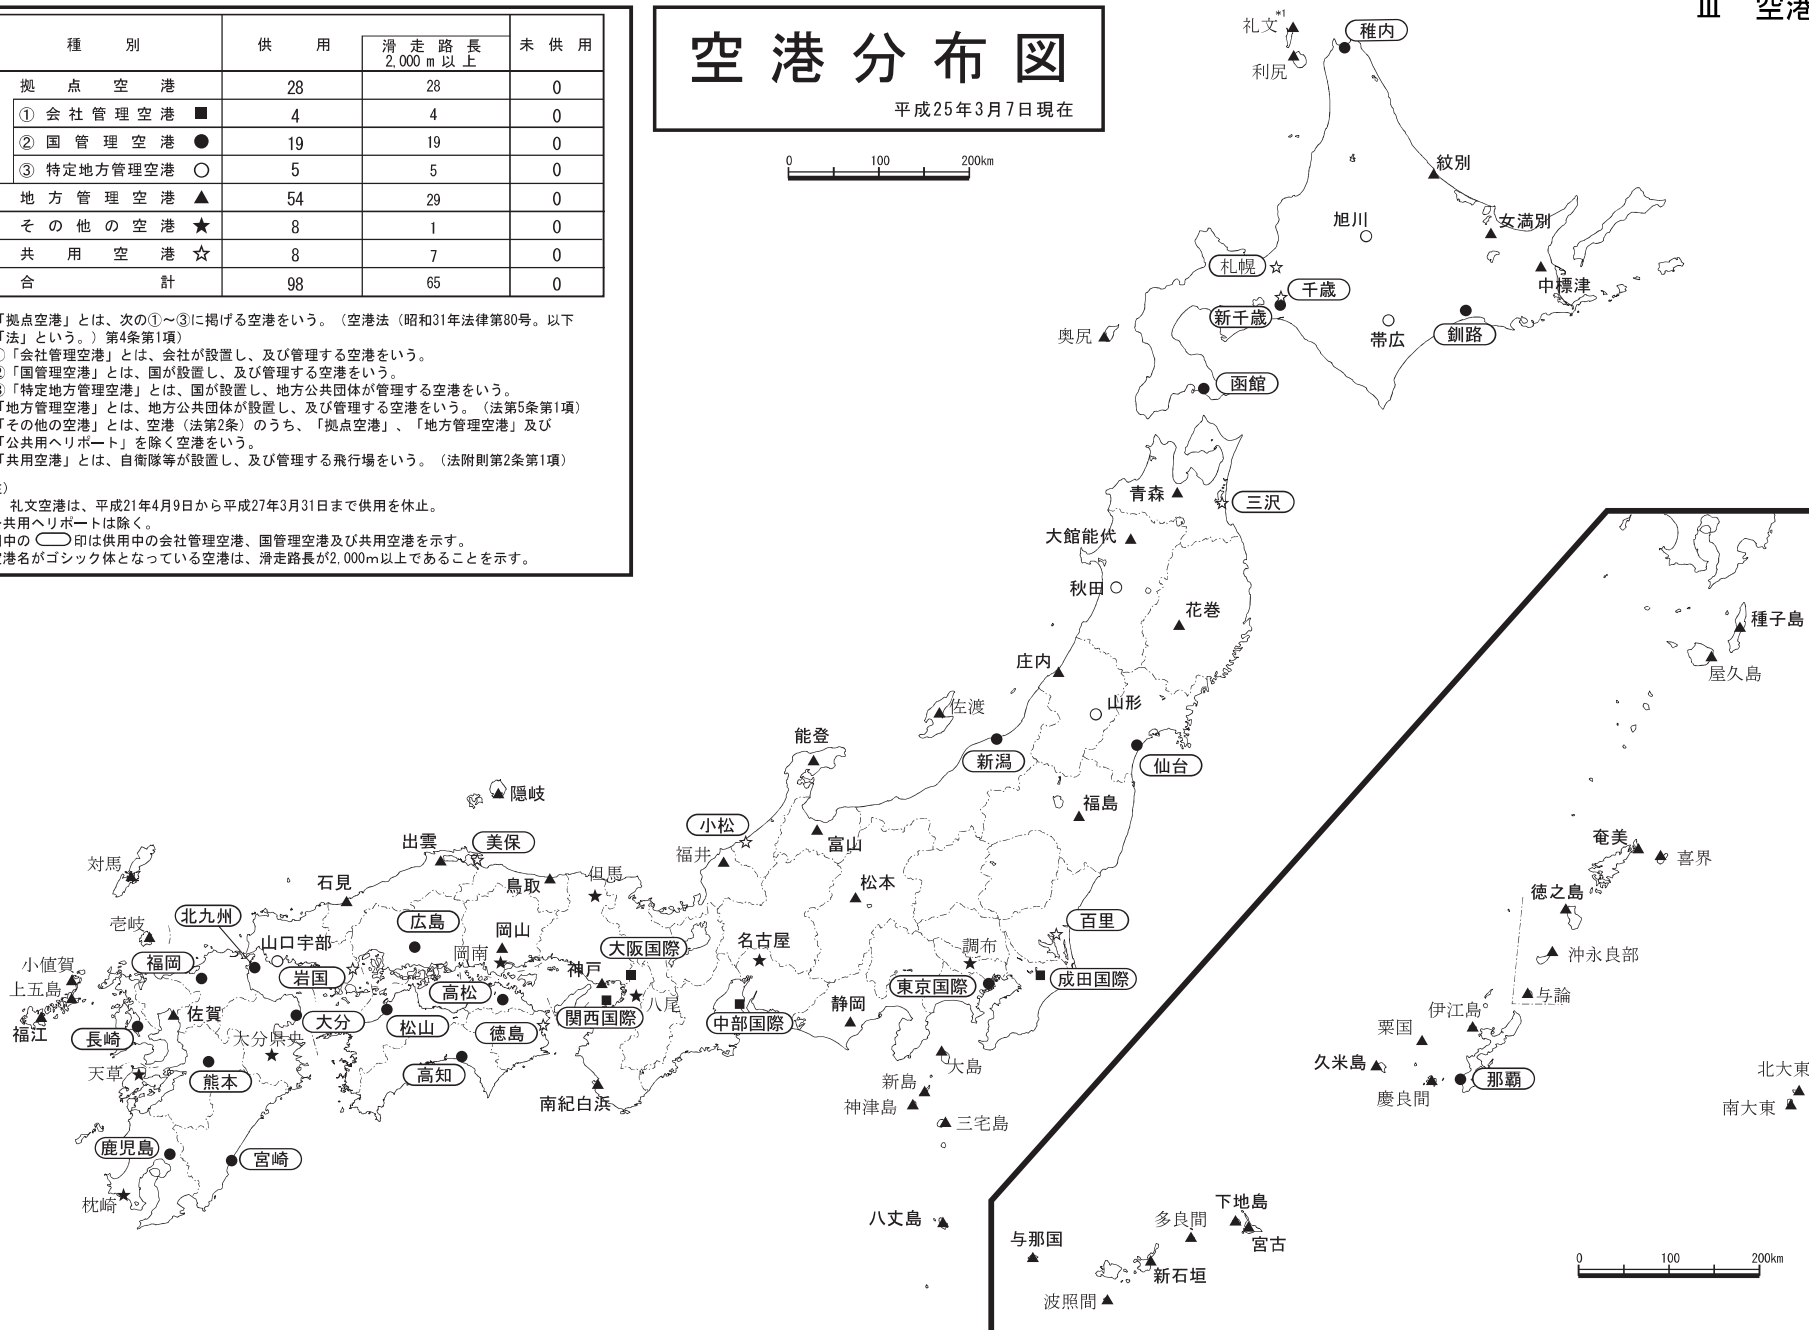 Ⅲ 空港
空港分布図
平成25年3月7日現在
0 100 200km
種別 供用 滑走路長 2,000m以上 未供用
拠点空港 28 28 0
① 会社管理空港 ■ 4 4 0
② 国管理空港 ● 19 19 0
③ 特定地方管理空港 ○ 5 5 0
地方管理空港 ▲ 54 29 0
その他の空港 ★ 8 1 0
共用空港 ☆ 8 7 0
合計 98 65 0
「拠点空港」とは、次の①～③に掲げる空港をいう。（空港法（昭和31年法律第80号。以下
「法」という。）第4条第1項）
「会社管理空港」とは、会社が設置し、及び管理する空港をいう。
「国管理空港」とは、国が設置し、及び管理する空港をいう。
「特定地方管理空港」とは、国が設置し、地方公共団体が管理する空港をいう。
「地方管理空港」とは、地方公共団体が設置し、及び管理する空港をいう。（法第5条第1項）
「その他の空港」とは、空港（法第2条）のうち、「拠点空港」、「地方管理空港」及び
「公共用ヘリポート」を除く空港をいう。
「共用空港」とは、自衛隊等が設置し、及び管理する飛行場をいう。（法附則第2条第1項）
）
礼文空港は、平成21年4月9日から平成27年3月31日まで供用を休止。
共用ヘリポートは除く。
中の 印は供用中の会社管理空港、国管理空港及び共用空港を示す。
港名がゴシック体となっている空港は、滑走路長が2,000m以上であることを示す。
礼文*1
稚内
利尻
紋別
旭川
女満別
札幌
中標津
千歳
新千歳
帯広
釧路
奥尻
函館
青森
三沢
大館能代
秋田
花巻
庄内
山形
佐渡
新潟
仙台
能登
福島
隠岐
小松
富山
福井
出雲
美保
松本
対馬
石見
鳥取
但馬
北九州
広島
岡山
百里
壱岐
山口宇部
大阪国際
名古屋
調布
岡南
福岡
小値賀
岩国
神戸
成田国際
上五島
高松
東京国際
八尾
静岡
佐賀
大分
松山
徳島
関西国際
中部国際
福江
長崎
大分県央
天草
熊本
高知
大島
新島
南紀白浜
神津島
三宅島
鹿児島
宮崎
枕崎
八丈島
種子島
屋久島
奄美
喜界
徳之島
沖永良部
与論
伊江島
粟国
久米島
慶良間
那覇
北大東
南大東
下地島
多良間
宮古
与那国
新石垣
波照間
0 100 200km